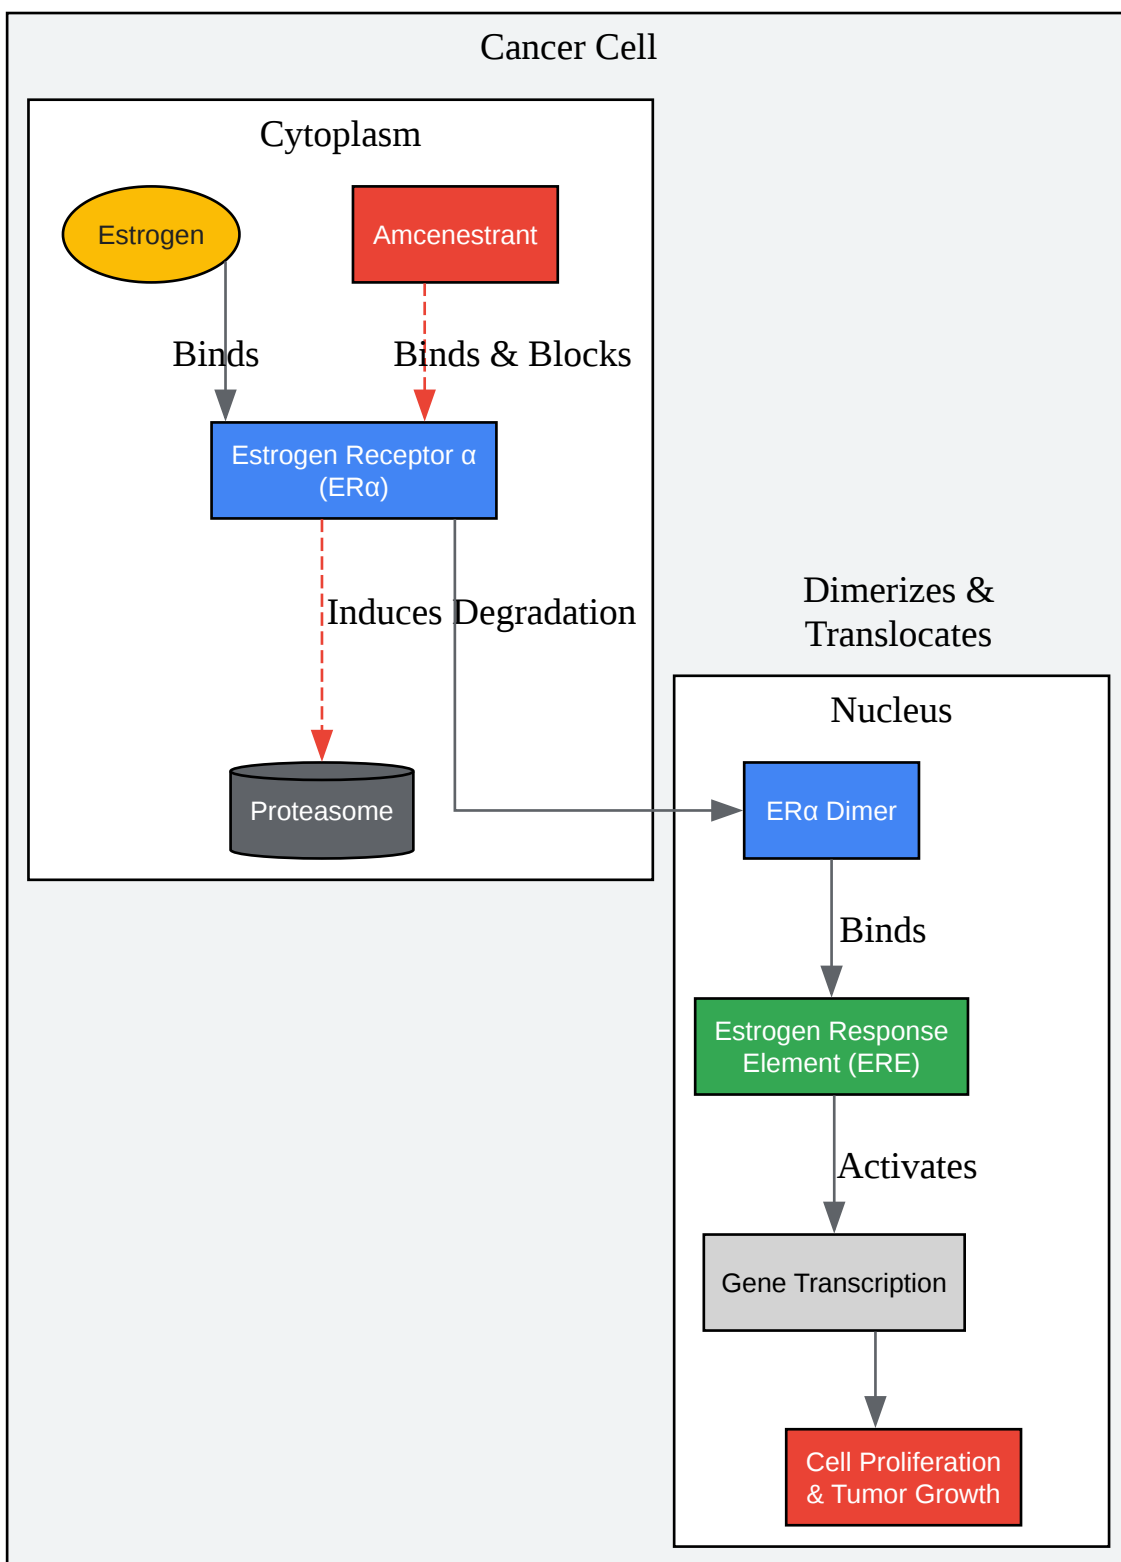 Cancer Cell
Cytoplasm
Estrogen
Amcenestrant
Binds
Binds & Blocks
Estrogen Receptor α
(ERα)
Induces Degradation
Proteasome
Dimerizes &
Translocates
Nucleus
ERα Dimer
Binds
Estrogen Response
Element (ERE)
Activates
Gene Transcription
Cell Proliferation
& Tumor Growth